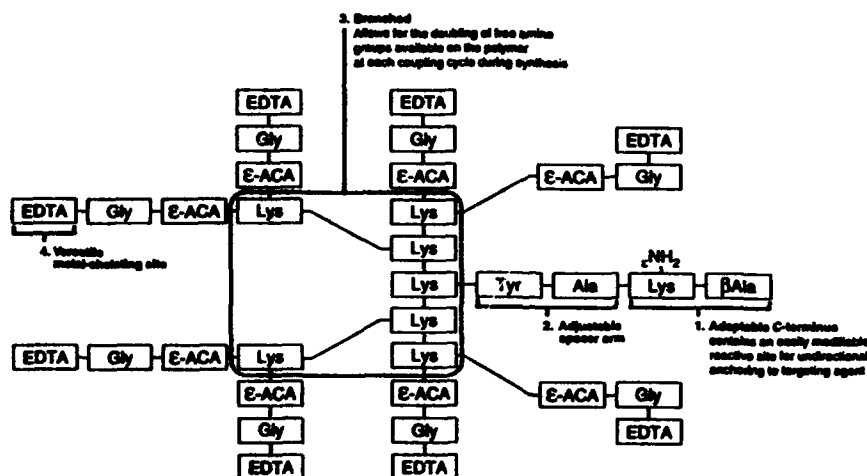 3. Branched
Allows for the doubling of free amine
groups available on the polymer
at each coupling cycle during synthesis
EDTA EDTA
Gly Gly EDTA
ε-ACA ε-ACA ε-ACA Gly
EDTA Gly ε-ACA Lys Lys
4. Versatile
metal-chelating site
Lys
εNH2
Lys Tyr Ala Lys βAla
2. Adjustable
spacer arm
1. Adaptable C-terminus
contains an easily modifiable
reactive site for undirectional
anchoring to targeting agent
Lys
EDTA Gly ε-ACA Lys Lys
ε-ACA ε-ACA ε-ACA Gly
Gly Gly EDTA
EDTA EDTA